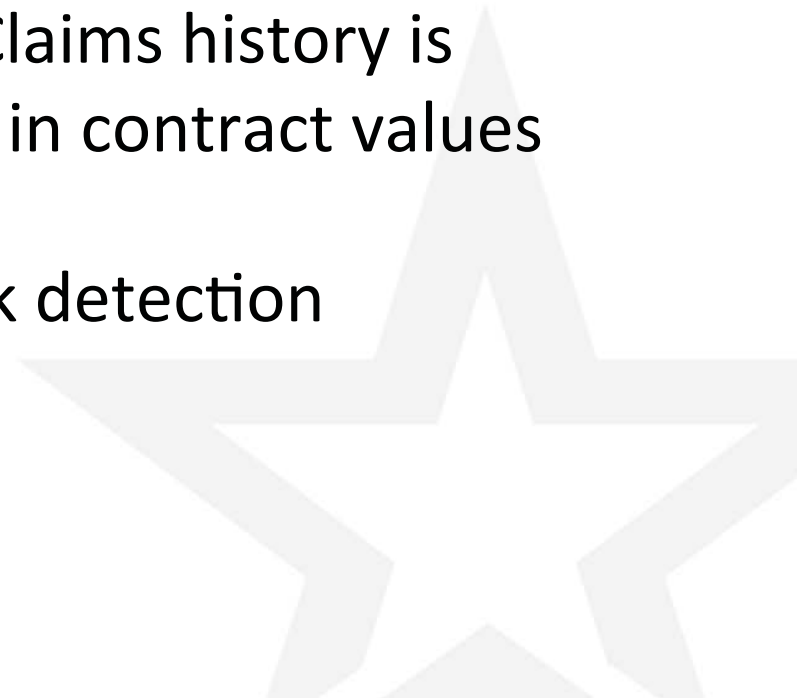 Claims history is
in contract values
k detection